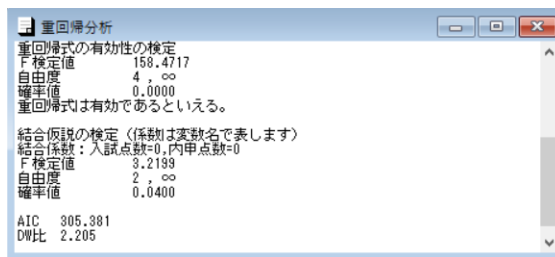 重回帰分析
重回帰式の有効性の検定
F検定値 158.4717
自由度 4 , ∞
確率値 0.0000
重回帰式は有効であるといえる。
結合仮説の検定（係数は変数名で表します）
結合係数：入試点数=0,内申点数=0
F検定値 3.2199
自由度 2 , ∞
確率値 0.0400
AIC 305.381
DW比 2.205